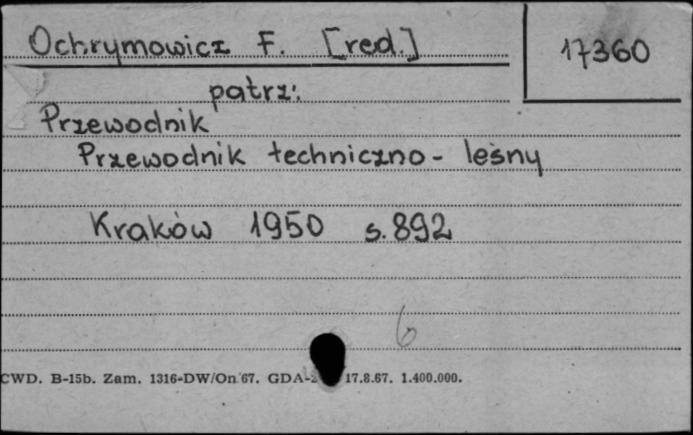 Ochrymowicz F. [red.]
17360
patrz:
Przewodnik
Przewodnik techniczno - leśny
Kraków 1950 s. 892
6
CWD. B-15b. Zam. 1316-DW/On 67. GDA- 17.8.67. 1.400.000.